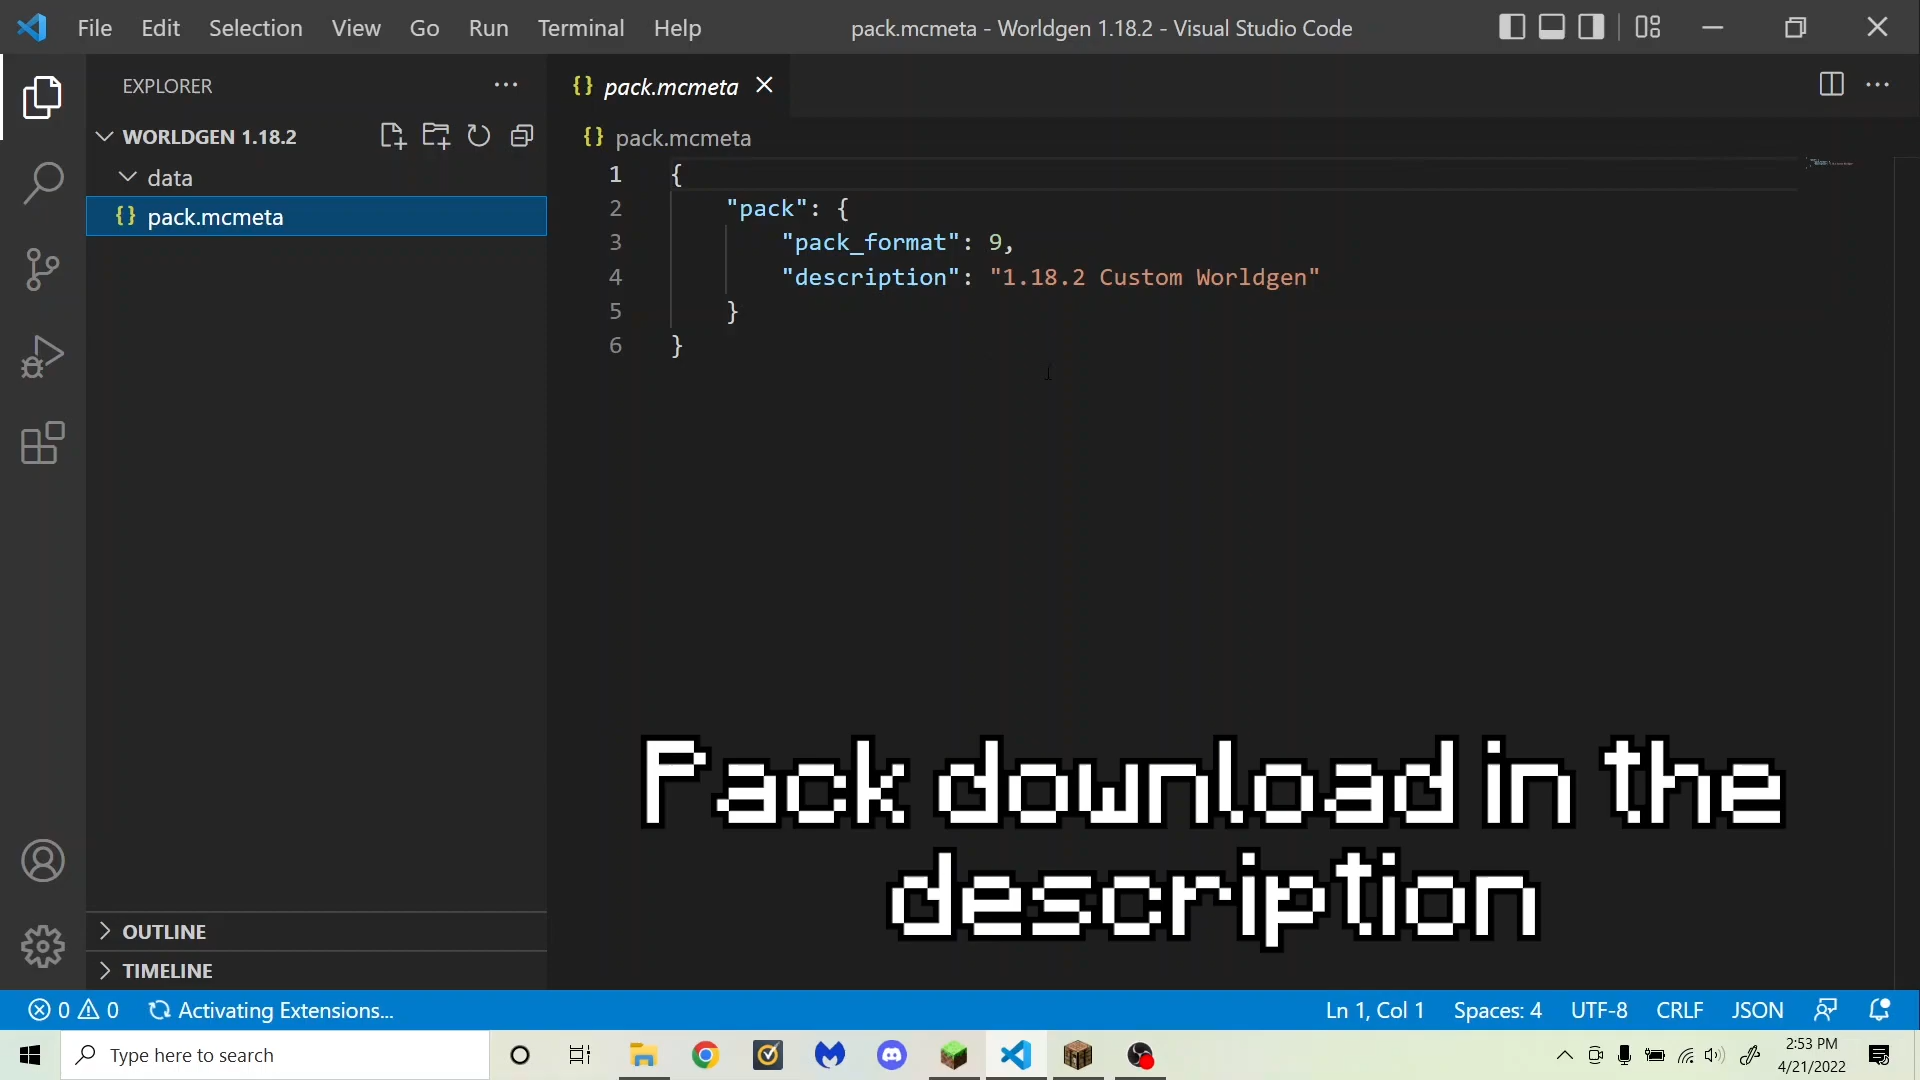 File Edit Selection View Go Run Terminal Help
pack.mcmeta - Worldgen 1.18.2 - Visual Studio Code
EXPLORER
WORLDGEN 1.18.2
data
{} pack.mcmeta
{} pack.mcmeta
{} pack.mcmeta
1 {
2 "pack": {
3 "pack_format": 9,
4 "description": "1.18.2 Custom Worldgen"
5 }
6 }
Pack download in the
description
OUTLINE
TIMELINE
0 0 Activating Extensions...
Ln 1, Col 1 Spaces: 4 UTF-8 CRLF JSON
Type here to search
2:53 PM
4/21/2022